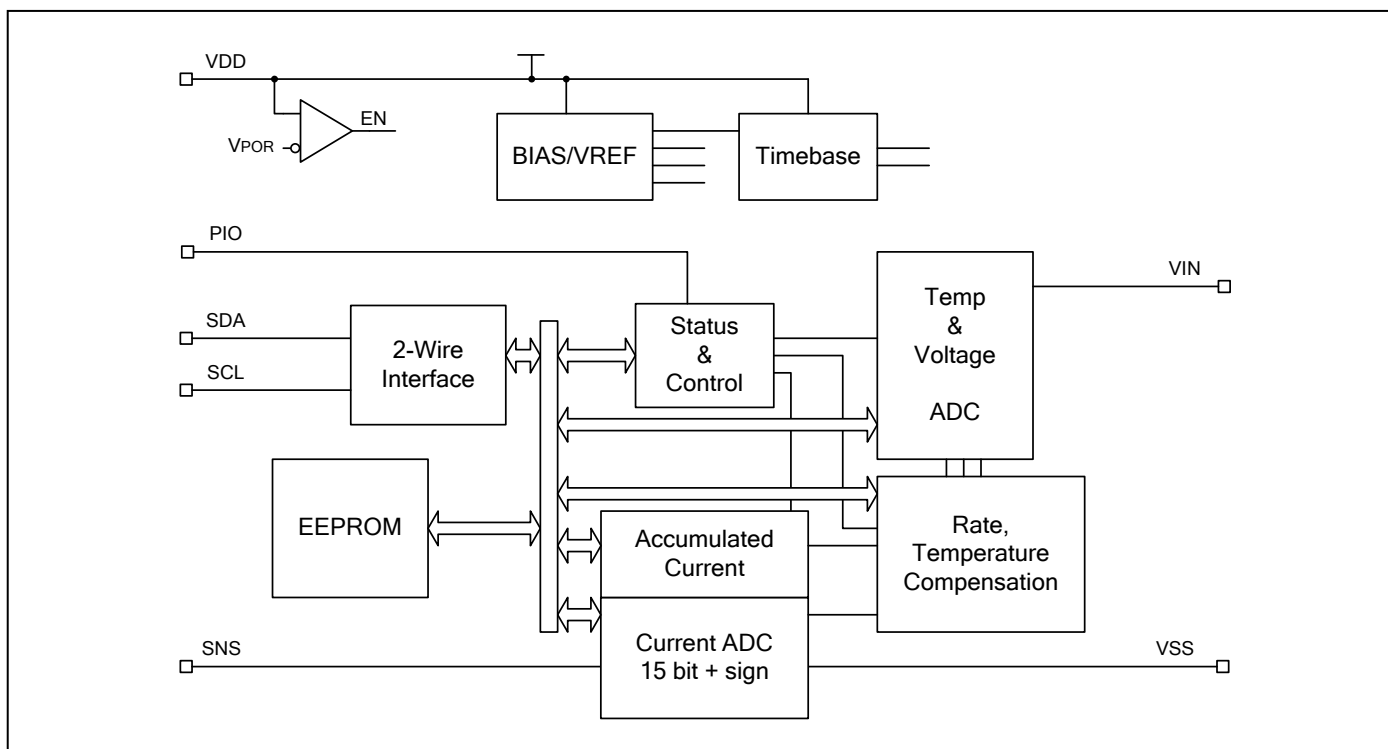 VDD
EN
VPOR
BIAS/VREF
Timebase
PIO
VIN
SDA
SCL
2-Wire
Interface
Status
&
Control
Temp
&
Voltage
ADC
EEPROM
Accumulated
Current
Rate,
Temperature
Compensation
SNS
Current ADC
15 bit + sign
VSS